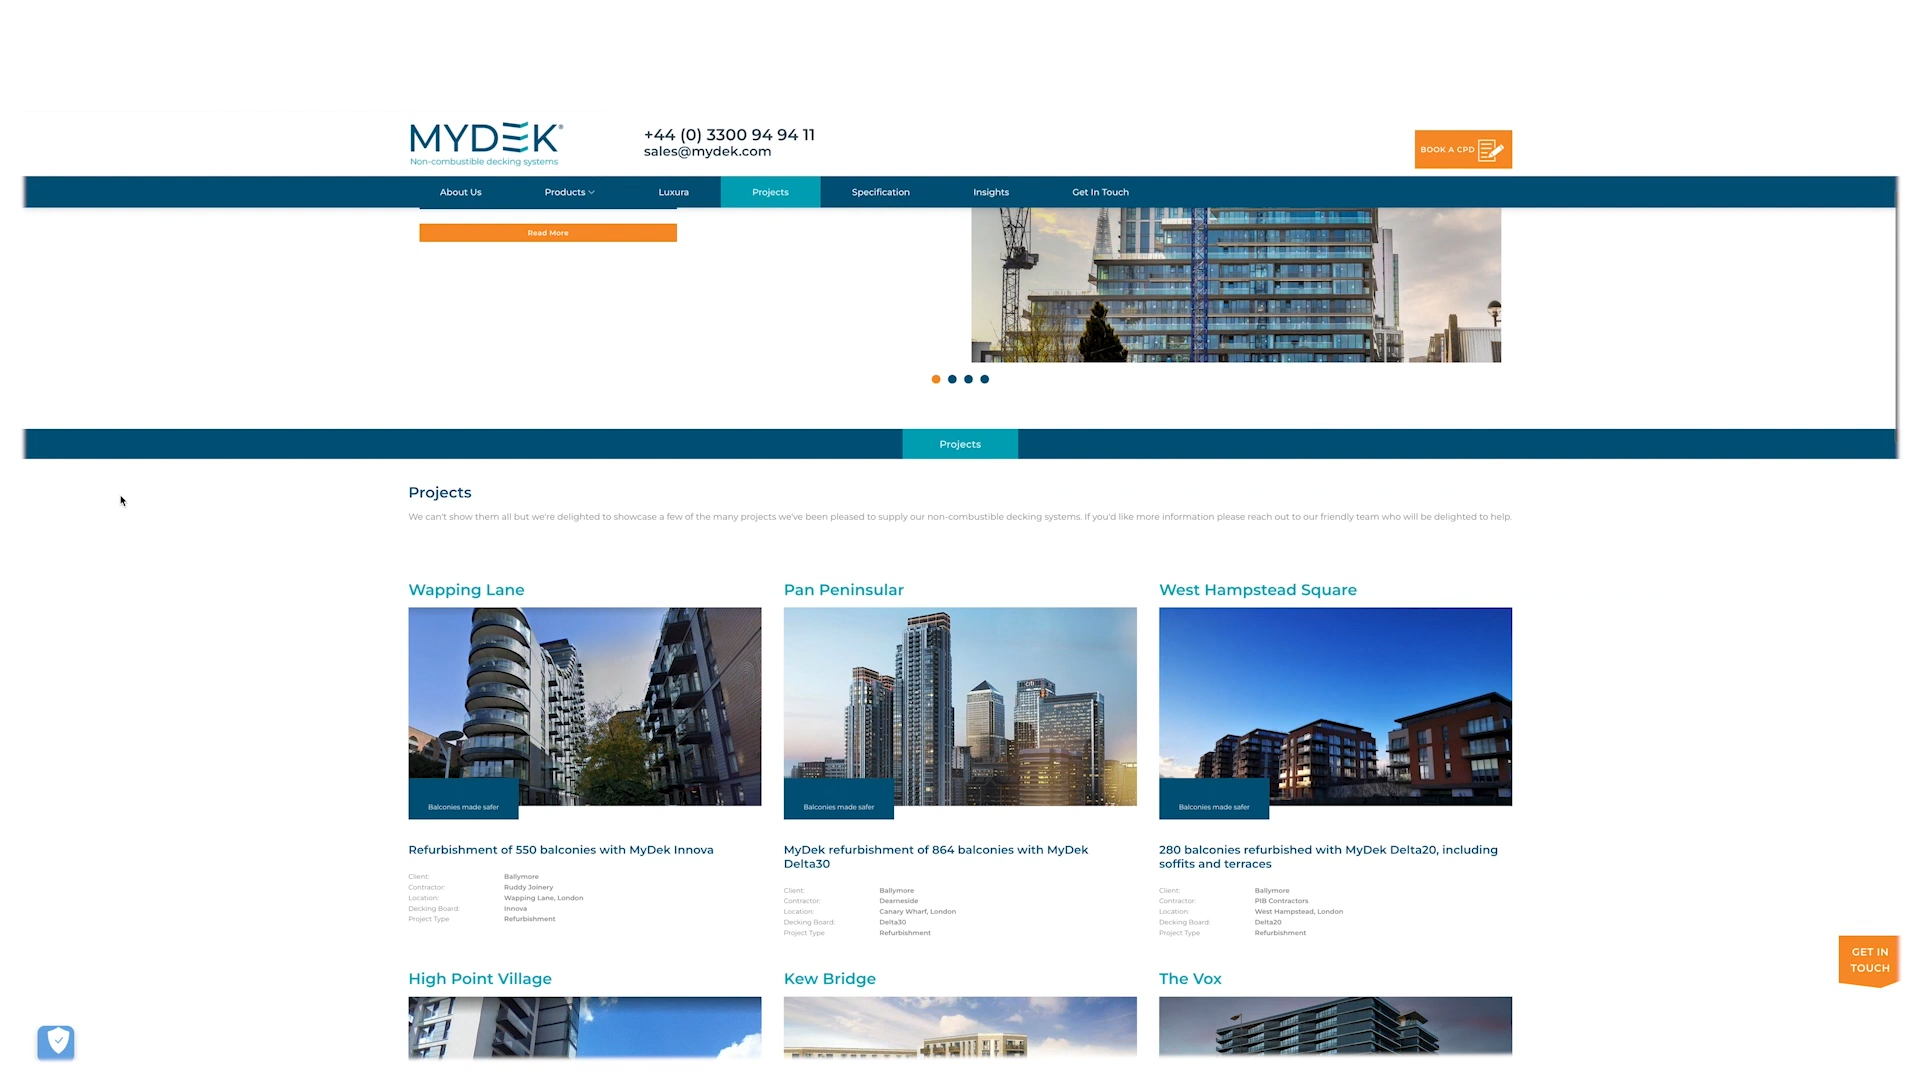 MYDEK®
Non-combustible decking systems
+44 (0) 3300 94 94 11
sales@mydek.com
BOOK A CPD
About Us
Products
Luxura
Projects
Specification
Insights
Get In Touch
Read More
Projects
Projects
We can't show them all but we're delighted to showcase a few of the many projects we've been pleased to supply our non-combustible decking systems. If you'd like more information please reach out to our friendly team who will be delighted to help.
Wapping Lane
Balconies made safer
Refurbishment of 550 balconies with MyDek Innova
Client: Ballymore
Contractor: Ruddy Joinery
Location: Wapping Lane, London
Decking Board: Innova
Project Type Refurbishment
Pan Peninsular
citi
Balconies made safer
MyDek refurbishment of 864 balconies with MyDek
Delta30
Client: Ballymore
Contractor: Dearneside
Location: Canary Wharf, London
Decking Board: Delta30
Project Type Refurbishment
West Hampstead Square
Balconies made safer
280 balconies refurbished with MyDek Delta20, including
soffits and terraces
Client: Ballymore
Contractor: PIB Contractors
Location: West Hampstead, London
Decking Board: Delta20
Project Type Refurbishment
High Point Village
Kew Bridge
The Vox
GET IN
TOUCH